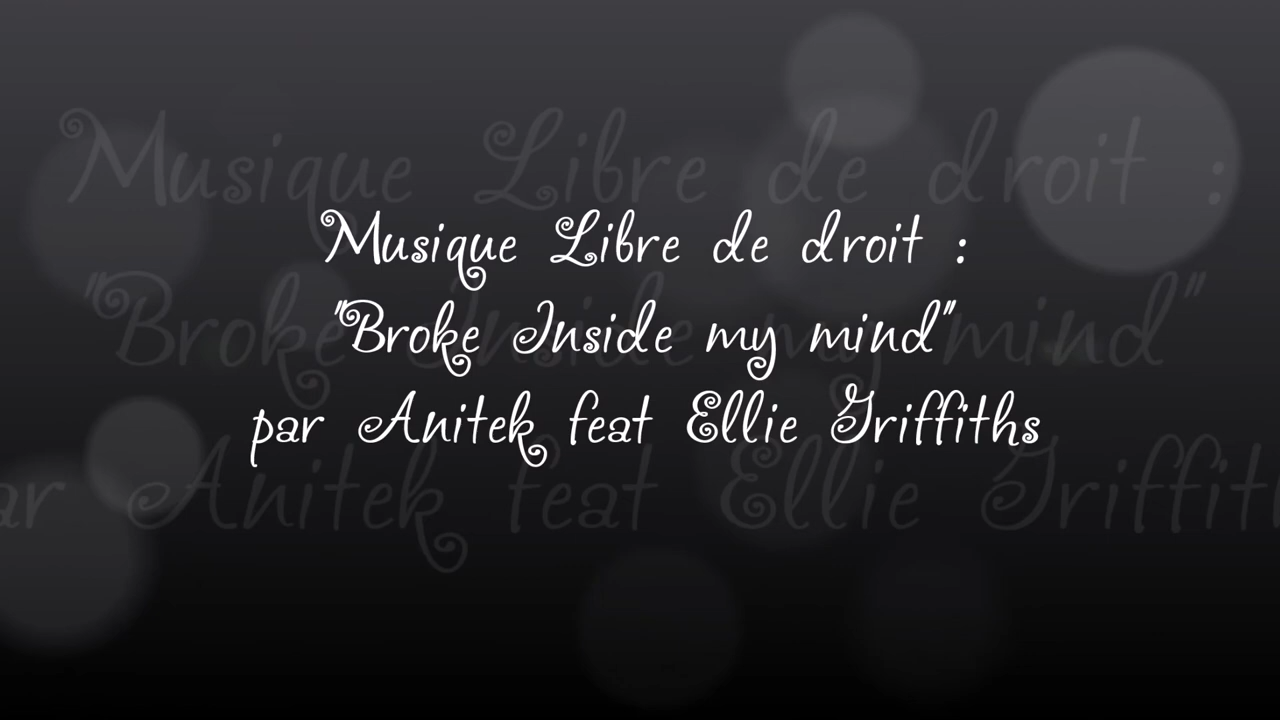 Musique Libre de droit :
"Broke Inside my mind"
par Anitek feat Ellie Griffiths